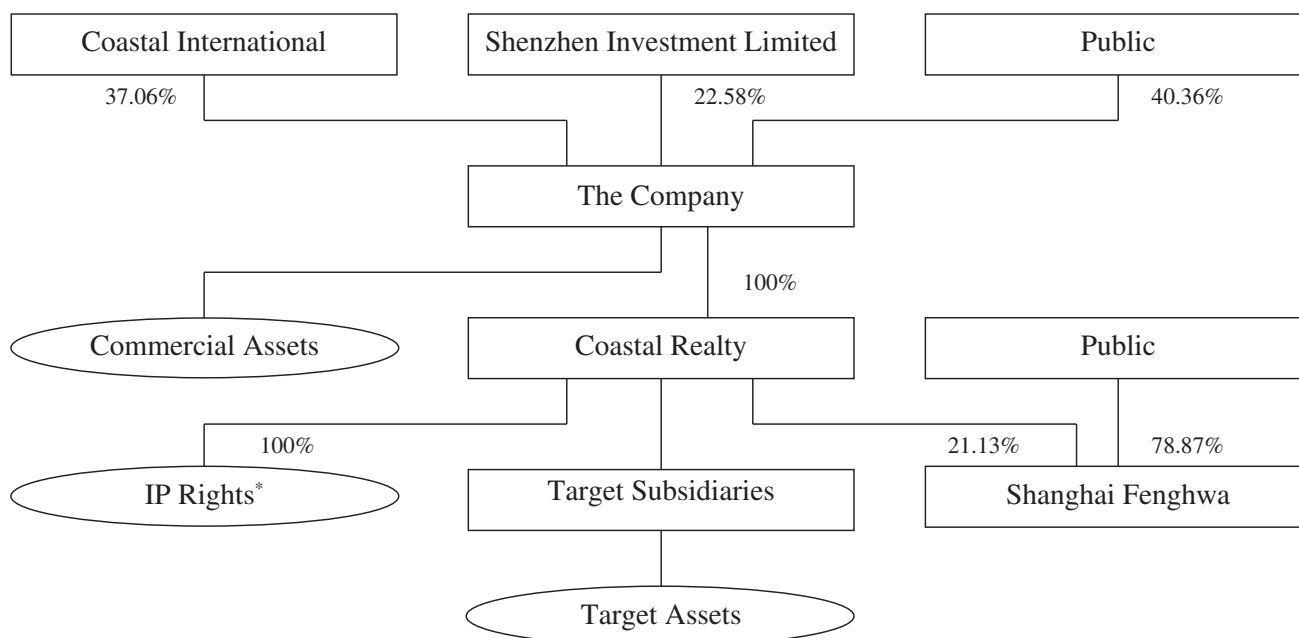 Coastal International
Shenzhen Investment Limited
Public
37.06%
22.58%
40.36%
The Company
100%
Commercial Assets
Coastal Realty
Public
100%
21.13%
78.87%
IP Rights*
Target Subsidiaries
Shanghai Fenghwa
Target Assets